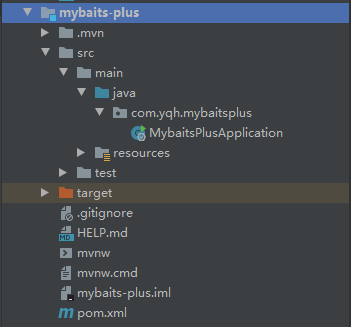 mybaits-plus
.mvn
src
main
java
com.yqh.mybaitsplus
MybaitsPlusApplication
resources
test
target
.gitignore
HELP.md
mvnw
mvnw.cmd
mybaits-plus.iml
pom.xml